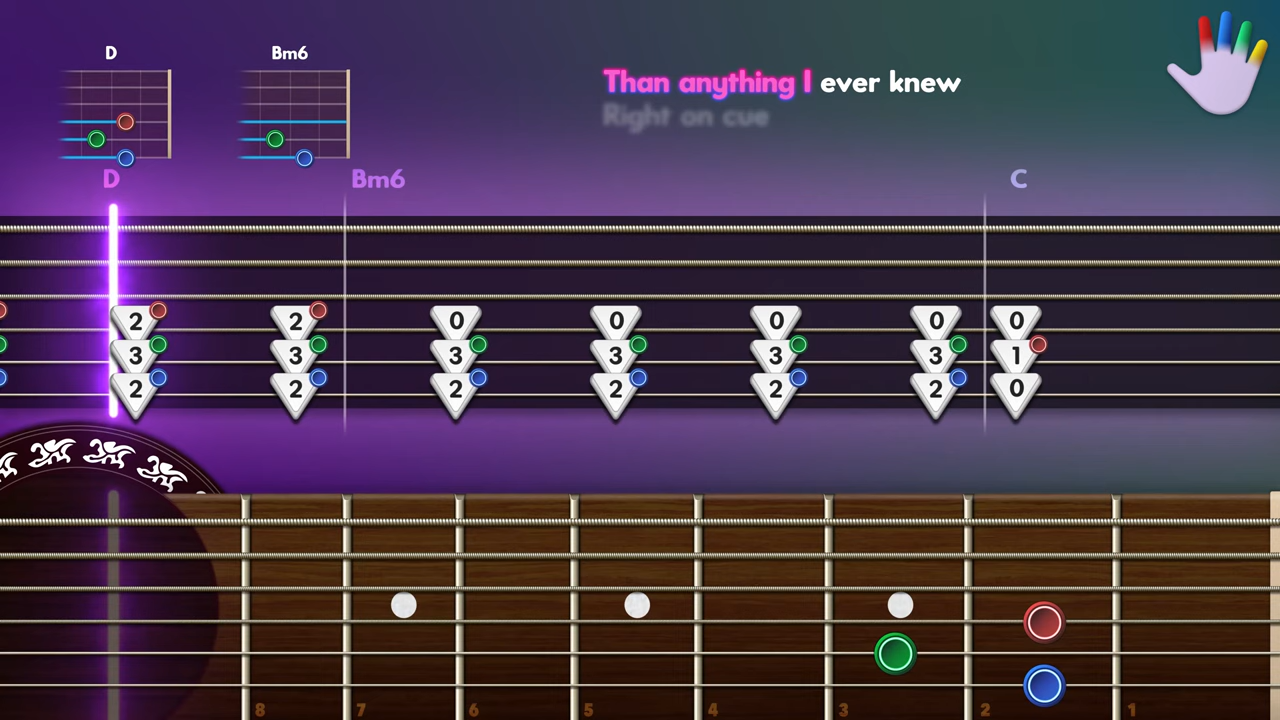 D Bm6
Than anything I ever knew
Right on cue
D Bm6 C
2 2 0 0 0 0 0
3 3 3 3 3 3 1
2 2 2 2 2 2 0
8 7 6 5 4 3 2 1